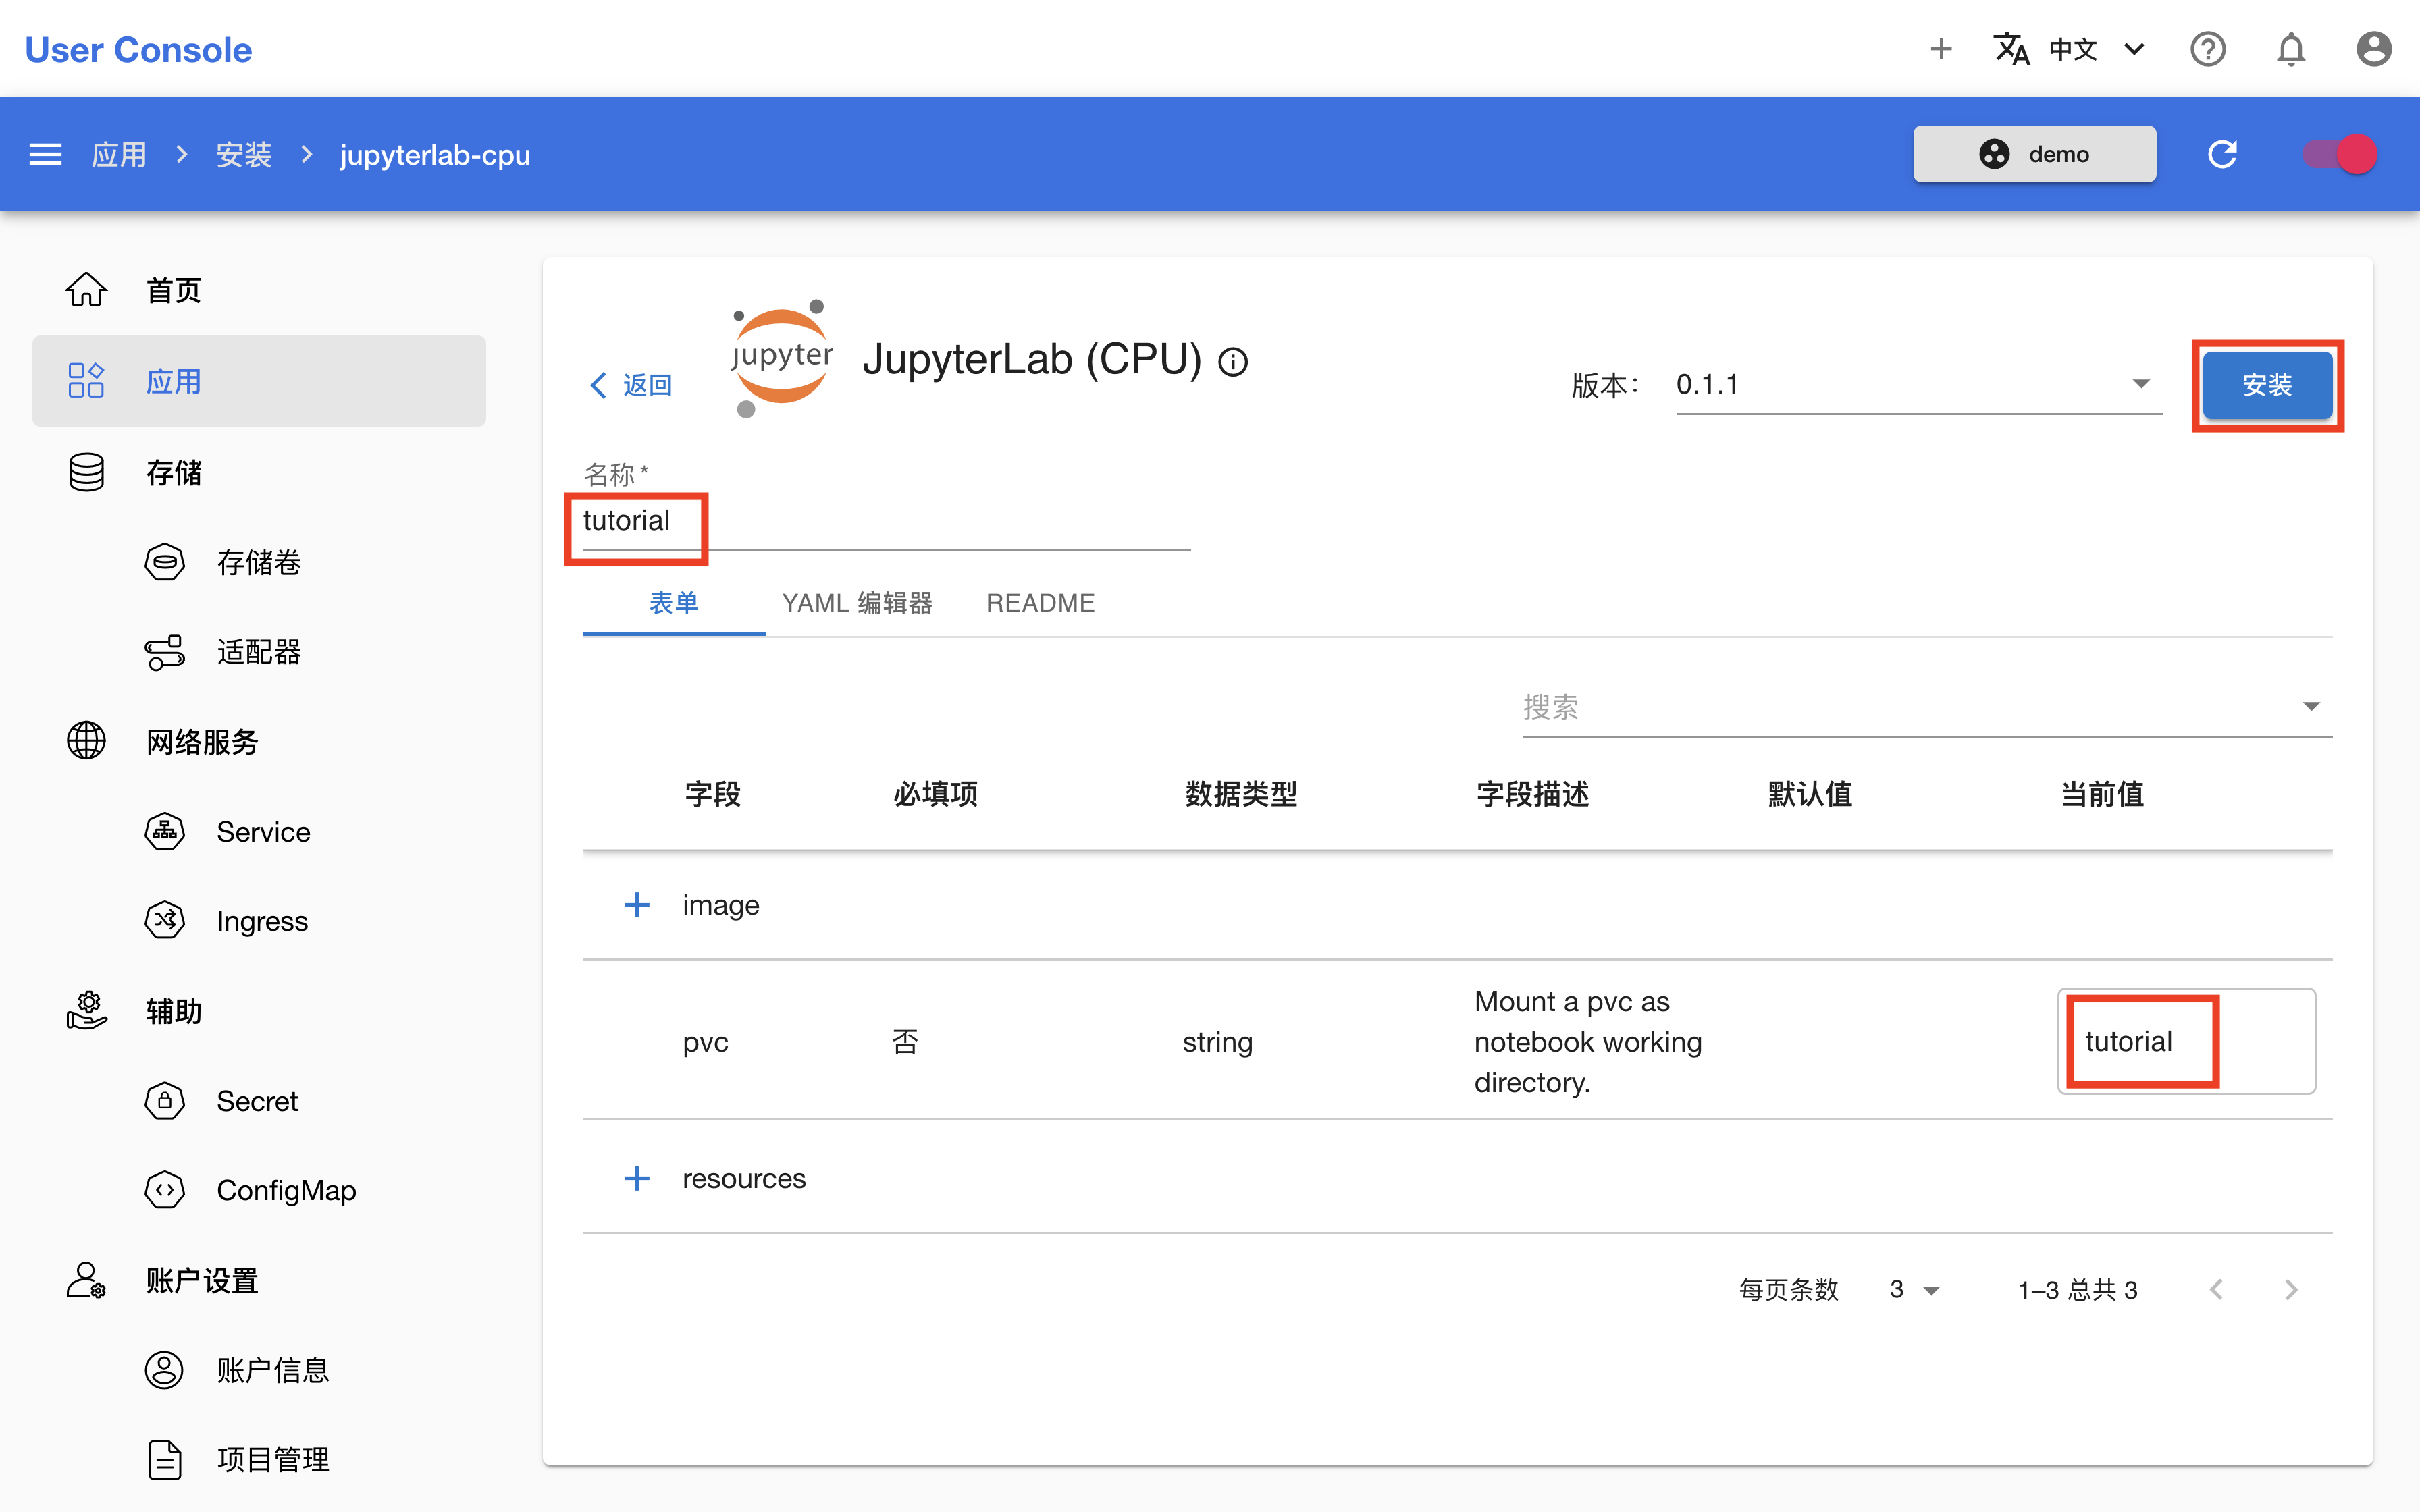 User Console
中文
应用 > 安装 > jupyterlab-cpu
demo
首页
应用
存储
存储卷
适配器
网络服务
Service
Ingress
辅助
Secret
ConfigMap
账户设置
账户信息
项目管理
返回
jupyter
JupyterLab (CPU)
版本：
0.1.1
安装
名称 *
tutorial
表单
YAML 编辑器
README
搜索
字段 必填项 数据类型 字段描述 默认值 当前值
image
pvc 否 string
Mount a pvc as
notebook working
directory.
tutorial
resources
每页条数 3 1–3 总共 3